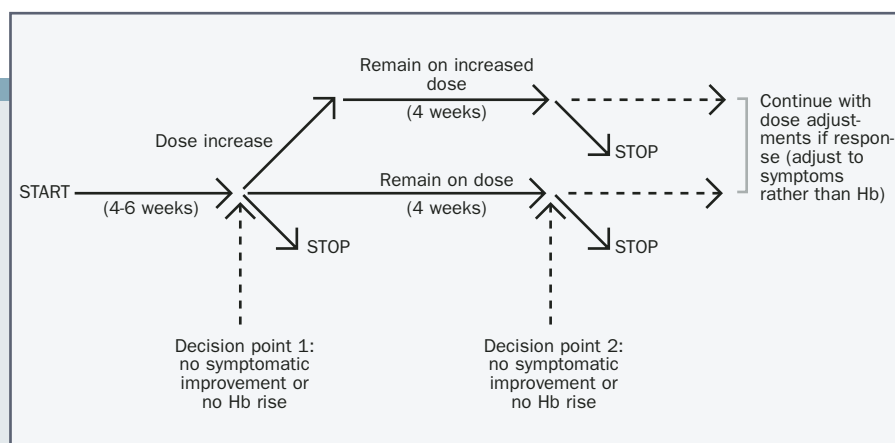 Remain on increased
dose
(4 weeks)
Continue with
dose adjust-
ments if respon-
se (adjust to
symptoms
rather than Hb)
Dose increase
STOP
START
(4-6 weeks)
Remain on dose
(4 weeks)
STOP
STOP
Decision point 1:
no symptomatic
improvement or
no Hb rise
Decision point 2:
no symptomatic
improvement or
no Hb rise